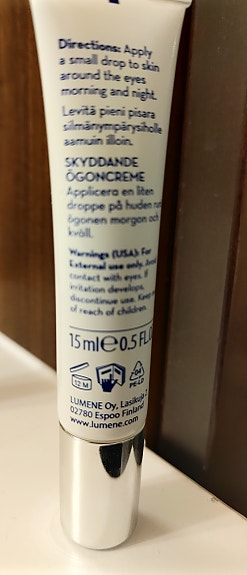 Directions: Apply
a small drop to skin
around the eyes
morning and night.
Levitä pieni pisara
silmänympärysiholle
aamuin illoin.
SKYDDANDE
ÖGONCREME
Applicera en liten
droppe på huden
ögonen morgon och
kväll.
Warnings (USA): For
External use only. Avoid
contact with eyes. If
irritation develops,
discontinue use. Keep
of reach of children.
15 ml ℮ 0.5 FL.O
12 M
04
PE-LD
LUMENE Oy, Lasikuja
02780 Espoo Finland
www.lumene.com